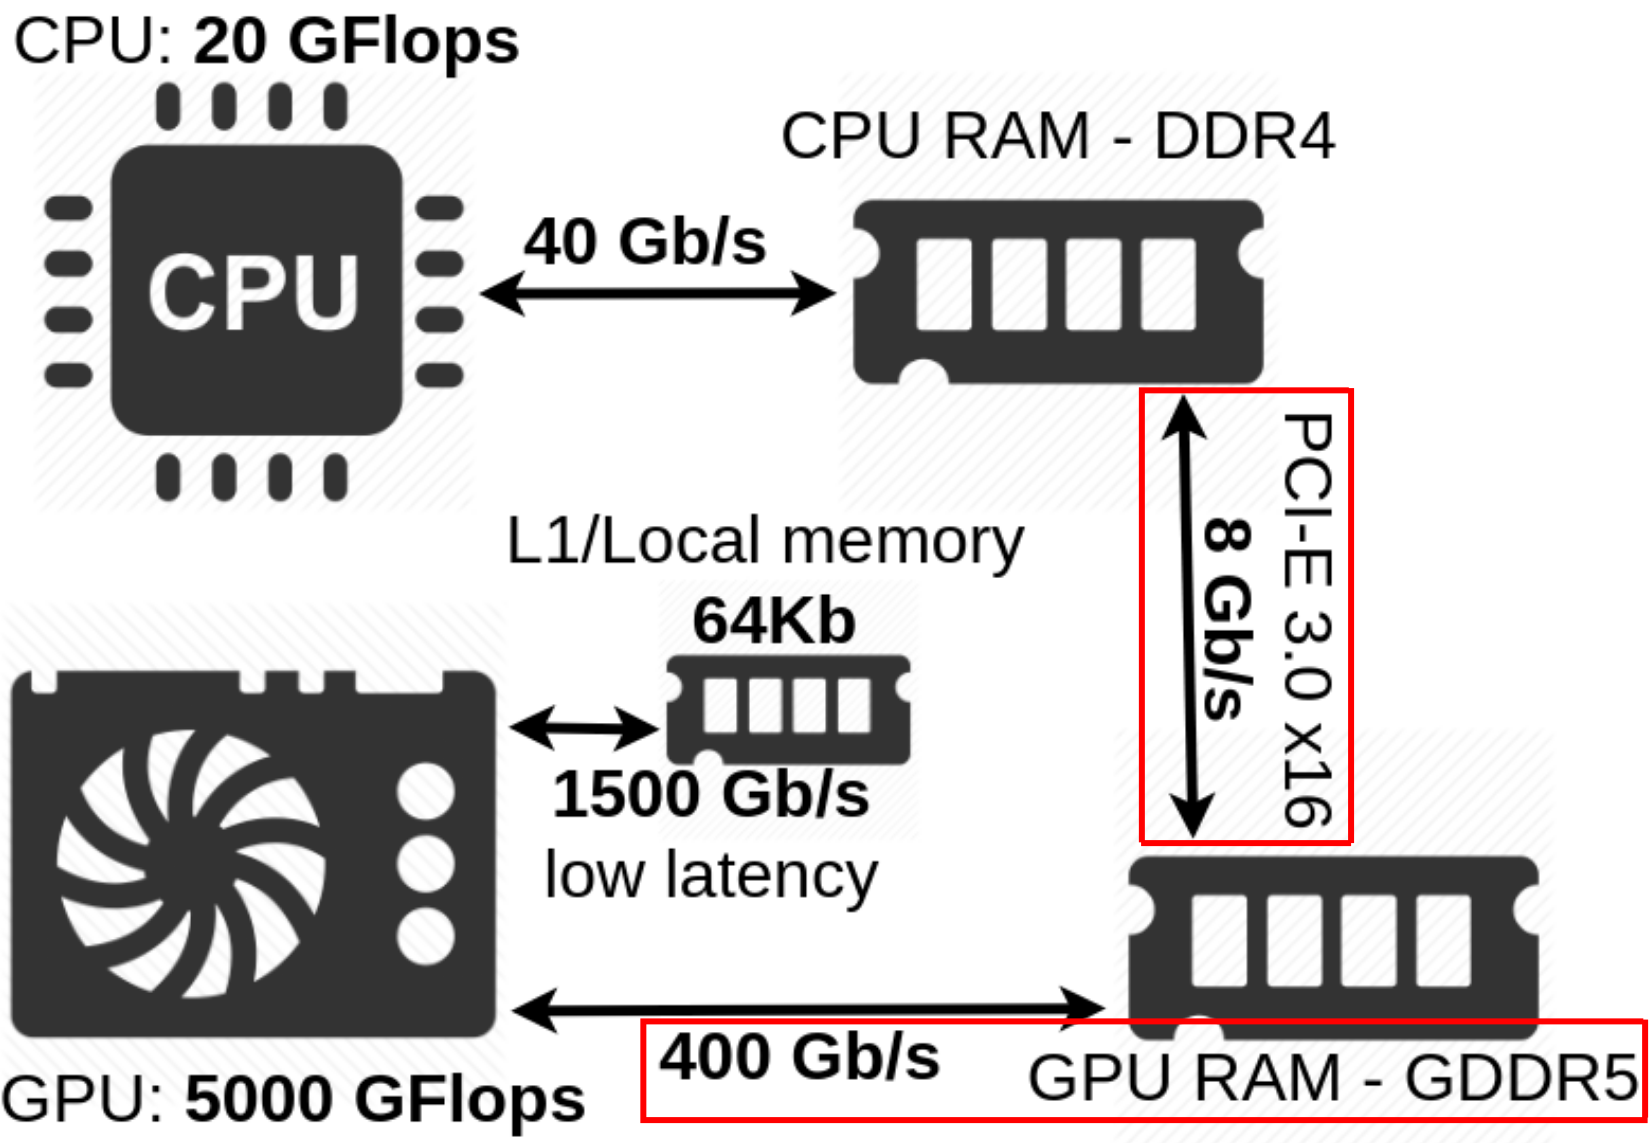 CPU: 20 GFlops
CPU RAM - DDR4
40 Gb/s
CPU
PCI-E 3.0 x16
8 Gb/s
L1/Local memory
64Kb
1500 Gb/s
low latency
400 Gb/s
GPU RAM - GDDR5
GPU: 5000 GFlops